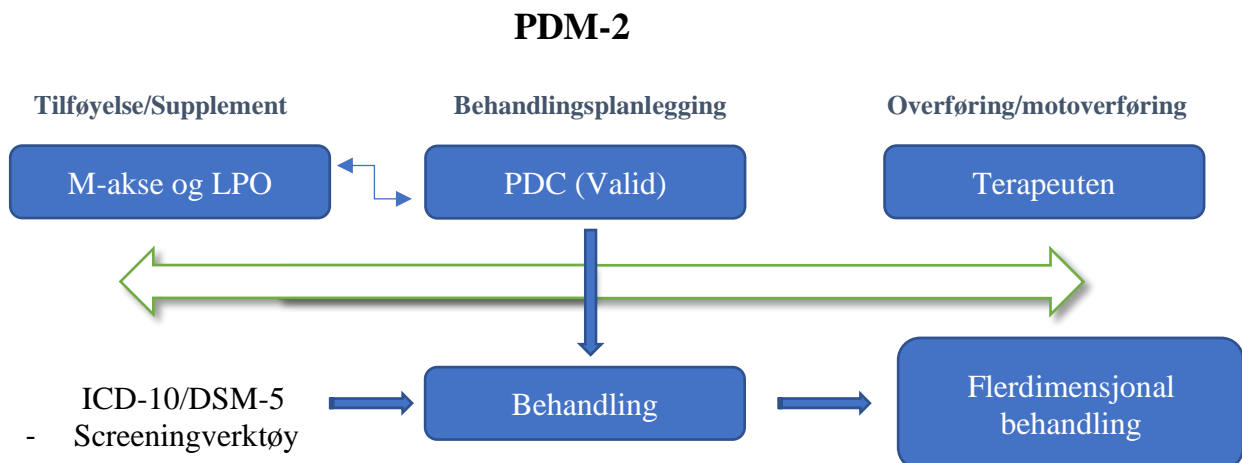 PDM-2
Tilføyelse/Supplement
Behandlingsplanlegging
Overføring/motoverføring
M-akse og LPO
PDC (Valid)
Terapeuten
ICD-10/DSM-5
- Screeningverktøy
Behandling
Flerdimensjonal
behandling